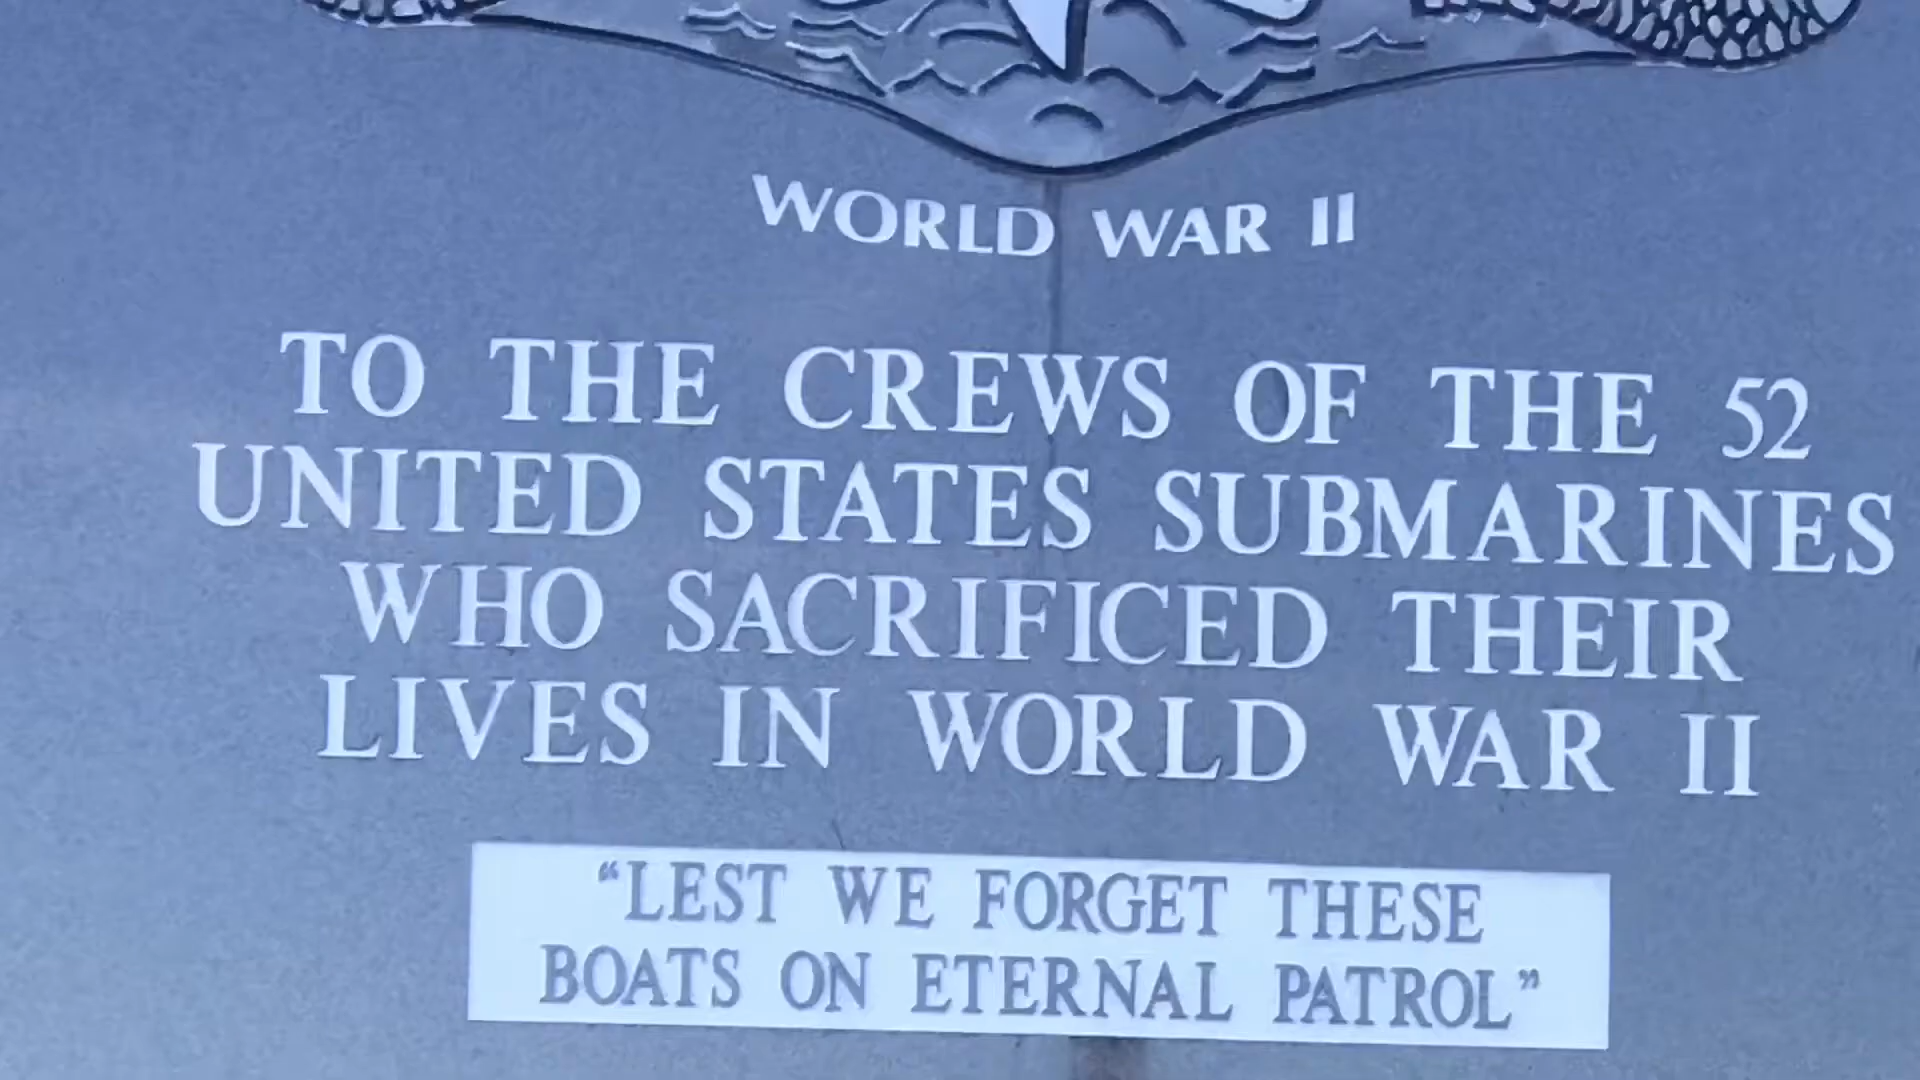 WORLD WAR II
TO THE CREWS OF THE 52
UNITED STATES SUBMARINES
WHO SACRIFICED THEIR
LIVES IN WORLD WAR II
“LEST WE FORGET THESE
BOATS ON ETERNAL PATROL”